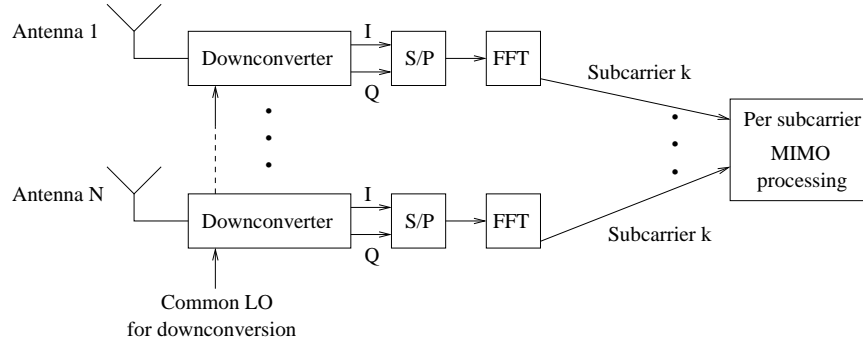 Antenna 1
Downconverter
I
Q
S/P
FFT
Subcarrier k
Per subcarrier
MIMO
processing
Antenna N
Downconverter
I
Q
S/P
FFT
Subcarrier k
Common LO
for downconversion